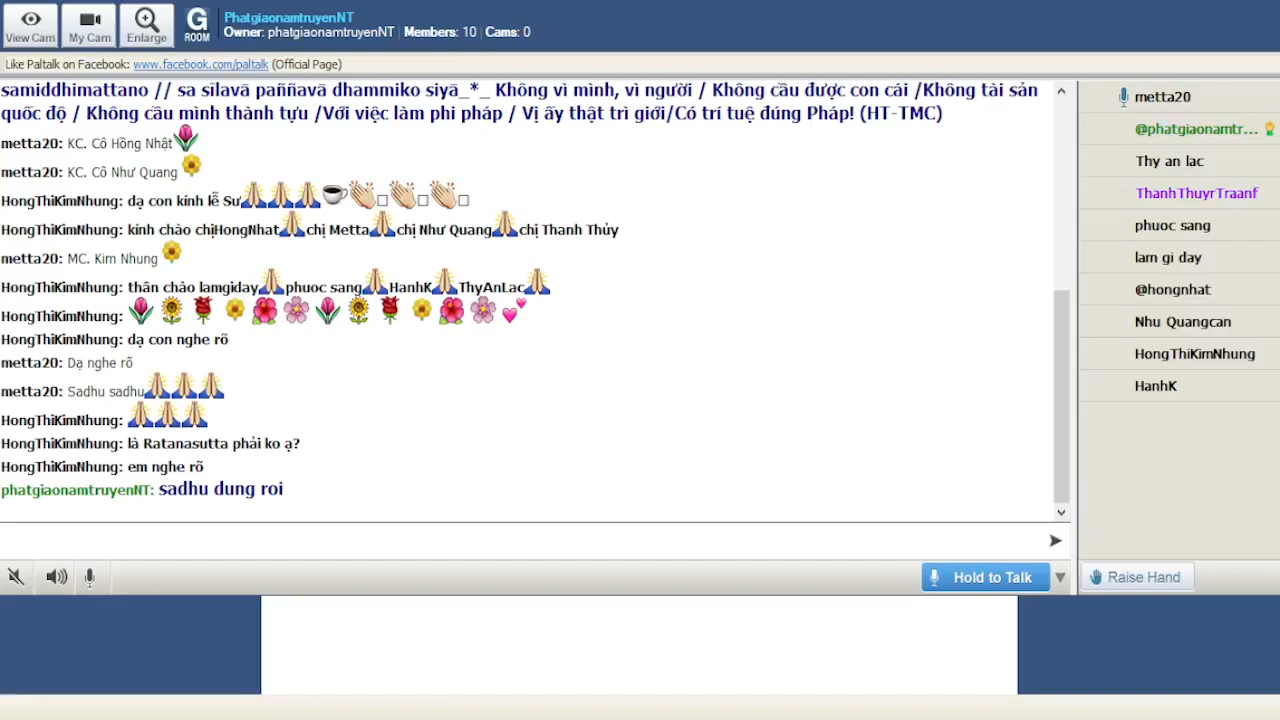 View Cam
My Cam
Enlarge
G ROOM
PhatgiaonamtruyenNT
Owner: phatgiaonamtruyenNT | Members: 10 | Cams: 0
Like Paltalk on Facebook: www.facebook.com/paltalk (Official Page)
samiddhimattano // sa sīlavā paññavā dhammiko siyā_*_ Không vì mình, vì người / Không cầu được con cái /Không tài sản
quốc độ / Không cầu mình thành tựu /Với việc làm phi pháp / Vị ấy thật trì giới/Có trí tuệ đúng Pháp! (HT-TMC)
metta20: KC. Cô Hồng Nhật🌷
metta20: KC. Cô Như Quang 🌼
HongThiKimNhung: dạ con kính lễ Sư🙏🙏🙏☕👏🏻□👏🏻□👏🏻□
HongThiKimNhung: kính chào chịHongNhat🙏chị Metta🙏chị Như Quang🙏chị Thanh Thủy
metta20: MC. Kim Nhung 🌼
HongThiKimNhung: thân chào lamgiday🙏phuoc sang🙏HanhK🙏ThyAnLac🙏
HongThiKimNhung: 🌷🌻🌹🌼🌺🌸🌷🌻🌹🌼🌺🌸💕
HongThiKimNhung: dạ con nghe rõ
metta20: Dạ nghe rõ
metta20: Sadhu sadhu🙏🙏🙏
HongThiKimNhung: 🙏🙏🙏
HongThiKimNhung: là Ratanasutta phải ko ạ?
HongThiKimNhung: em nghe rõ
phatgiaonamtruyenNT: sadhu dung roi
metta20
@phatgiaonamtr...
Thy an lac
ThanhThuyrTraanf
phuoc sang
lam gi day
@hongnhat
Nhu Quangcan
HongThiKimNhung
HanhK
Hold to Talk
Raise Hand